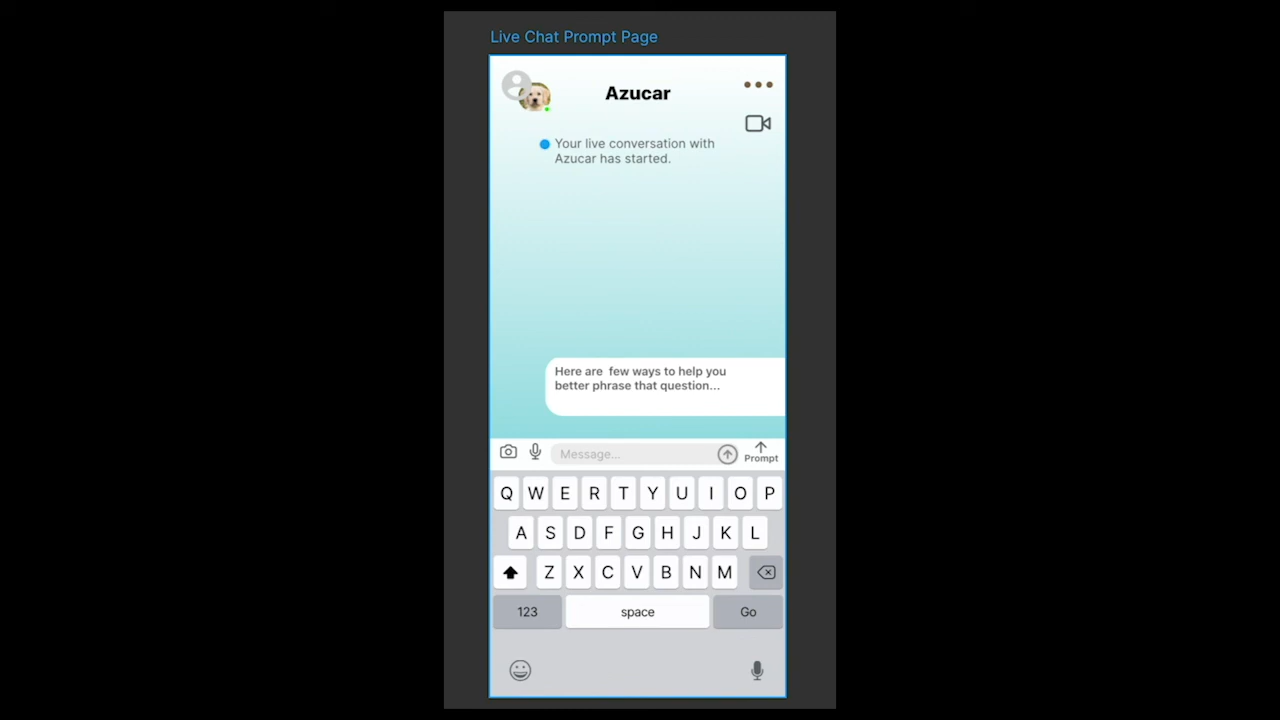 Live Chat Prompt Page
Azucar
Your live conversation with
Azucar has started.
Here are few ways to help you
better phrase that question...
Message...
Prompt
Q W E R T Y U I O P
A S D F G H J K L
Z X C V B N M
123 space Go